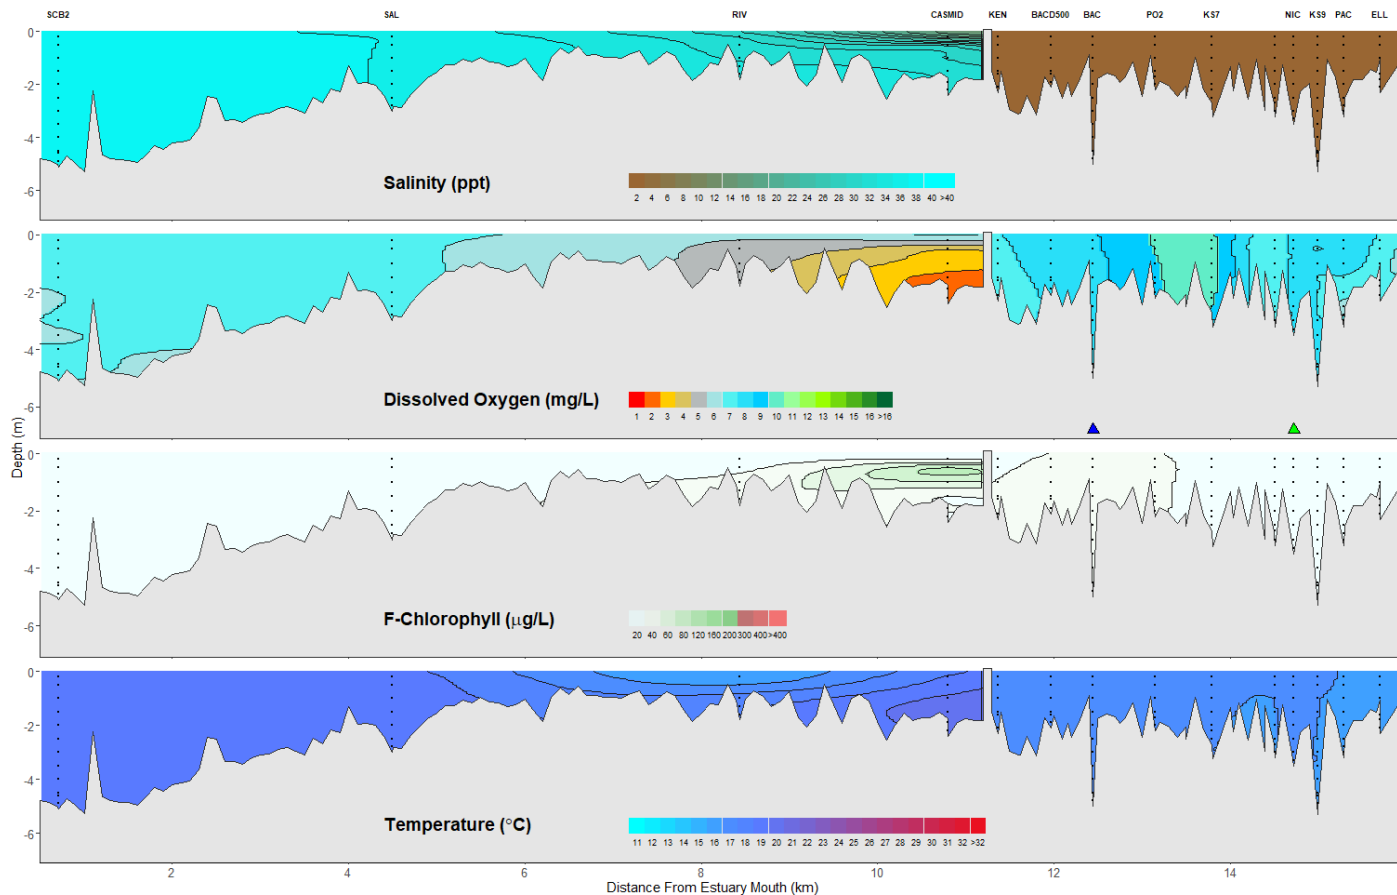 SCB2 SAL RIV CASMID KEN BACD500 BAC PO2 KS7 NIC KS9 PAC ELL
0
-2
-4
-6
Salinity (ppt)
2 4 6 8 10 12 14 16 18 20 22 24 26 28 30 32 34 36 38 40 >40
0
-2
-4
-6
Dissolved Oxygen (mg/L)
1 2 3 4 5 6 7 8 9 10 11 12 13 14 15 16 >16
Depth (m)
0
-2
-4
-6
F-Chlorophyll (μg/L)
20 40 60 80 120 160 200 300 400 >400
0
-2
-4
-6
Temperature (°C)
11 12 13 14 15 16 17 18 19 20 21 22 23 24 25 26 27 28 29 30 31 32 >32
2 4 6 8 10 12 14
Distance From Estuary Mouth (km)